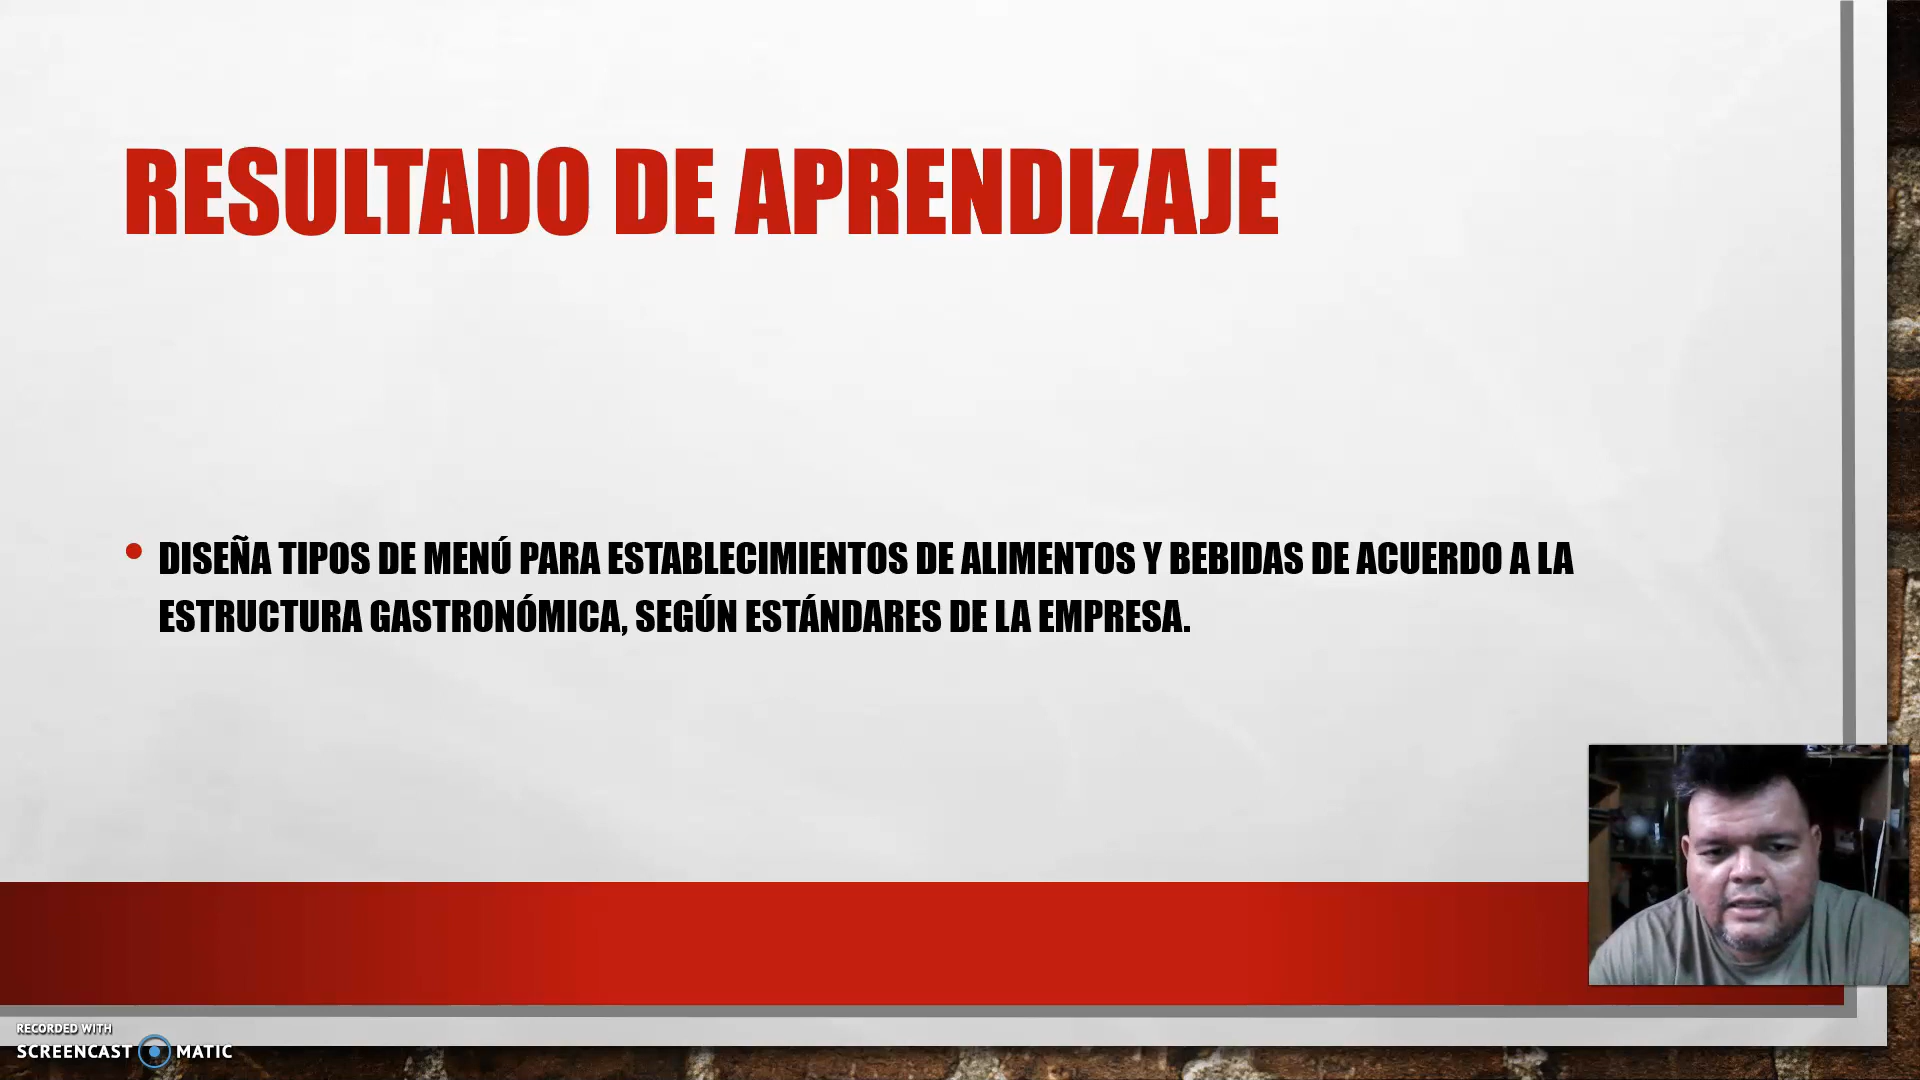 RESULTADO DE APRENDIZAJE
• DISEÑA TIPOS DE MENÚ PARA ESTABLECIMIENTOS DE ALIMENTOS Y BEBIDAS DE ACUERDO A LA
ESTRUCTURA GASTRONÓMICA, SEGÚN ESTÁNDARES DE LA EMPRESA.
RECORDED WITH
SCREENCAST MATIC